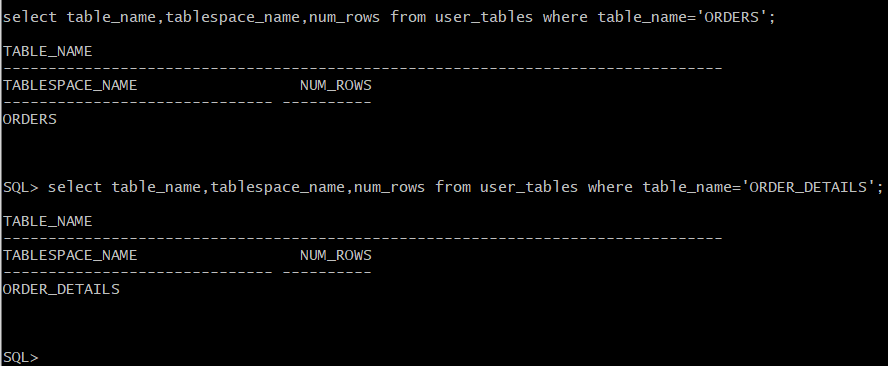 select table_name,tablespace_name,num_rows from user_tables where table_name='ORDERS';
TABLE_NAME
--------------------------------------------------------------------------------
TABLESPACE_NAME                  NUM_ROWS
------------------------------ ----------
ORDERS
SQL> select table_name,tablespace_name,num_rows from user_tables where table_name='ORDER_DETAILS';
TABLE_NAME
--------------------------------------------------------------------------------
TABLESPACE_NAME                  NUM_ROWS
------------------------------ ----------
ORDER_DETAILS
SQL>